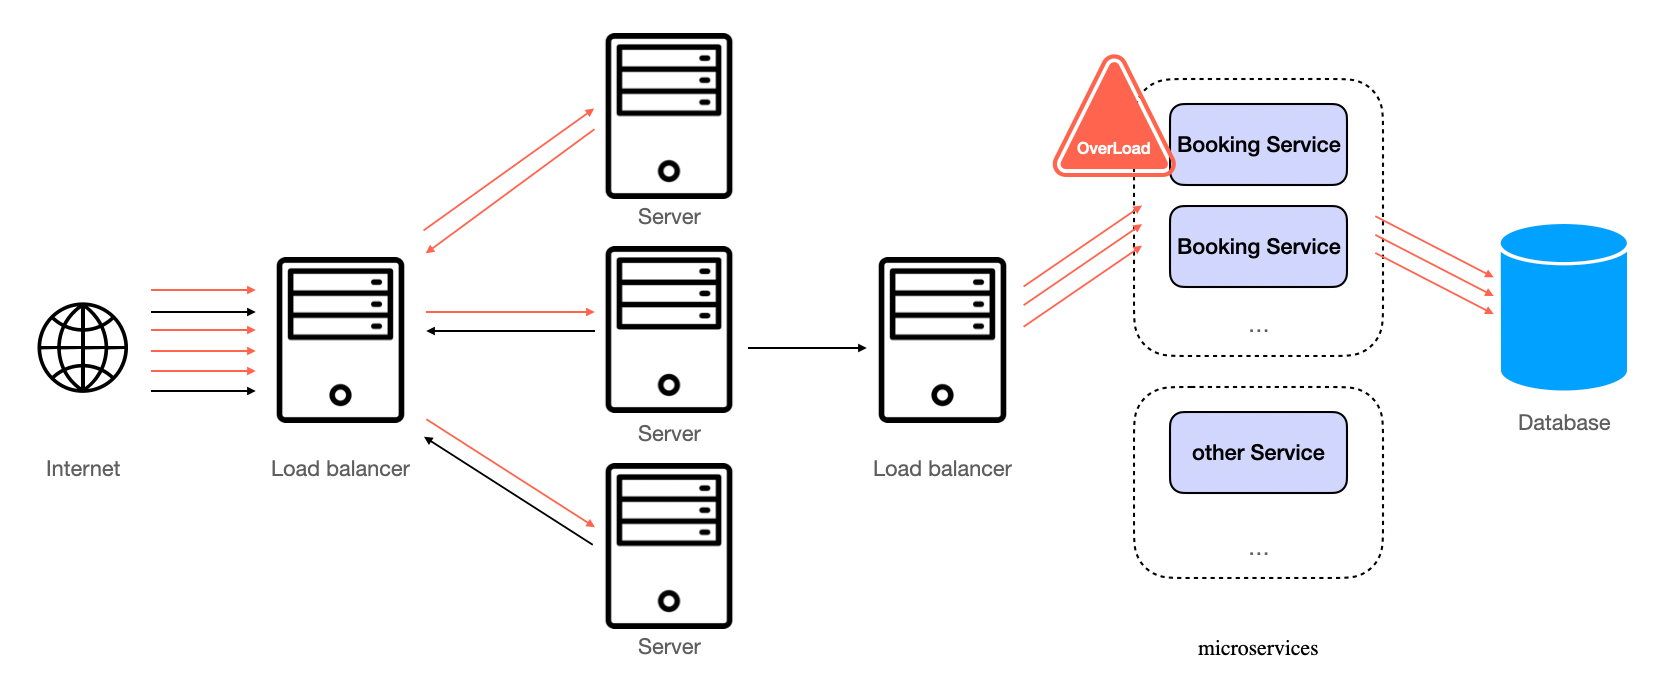 Internet
Load balancer
Server
Server
Server
Load balancer
OverLoad
Booking Service
Booking Service
...
other Service
...
microservices
Database